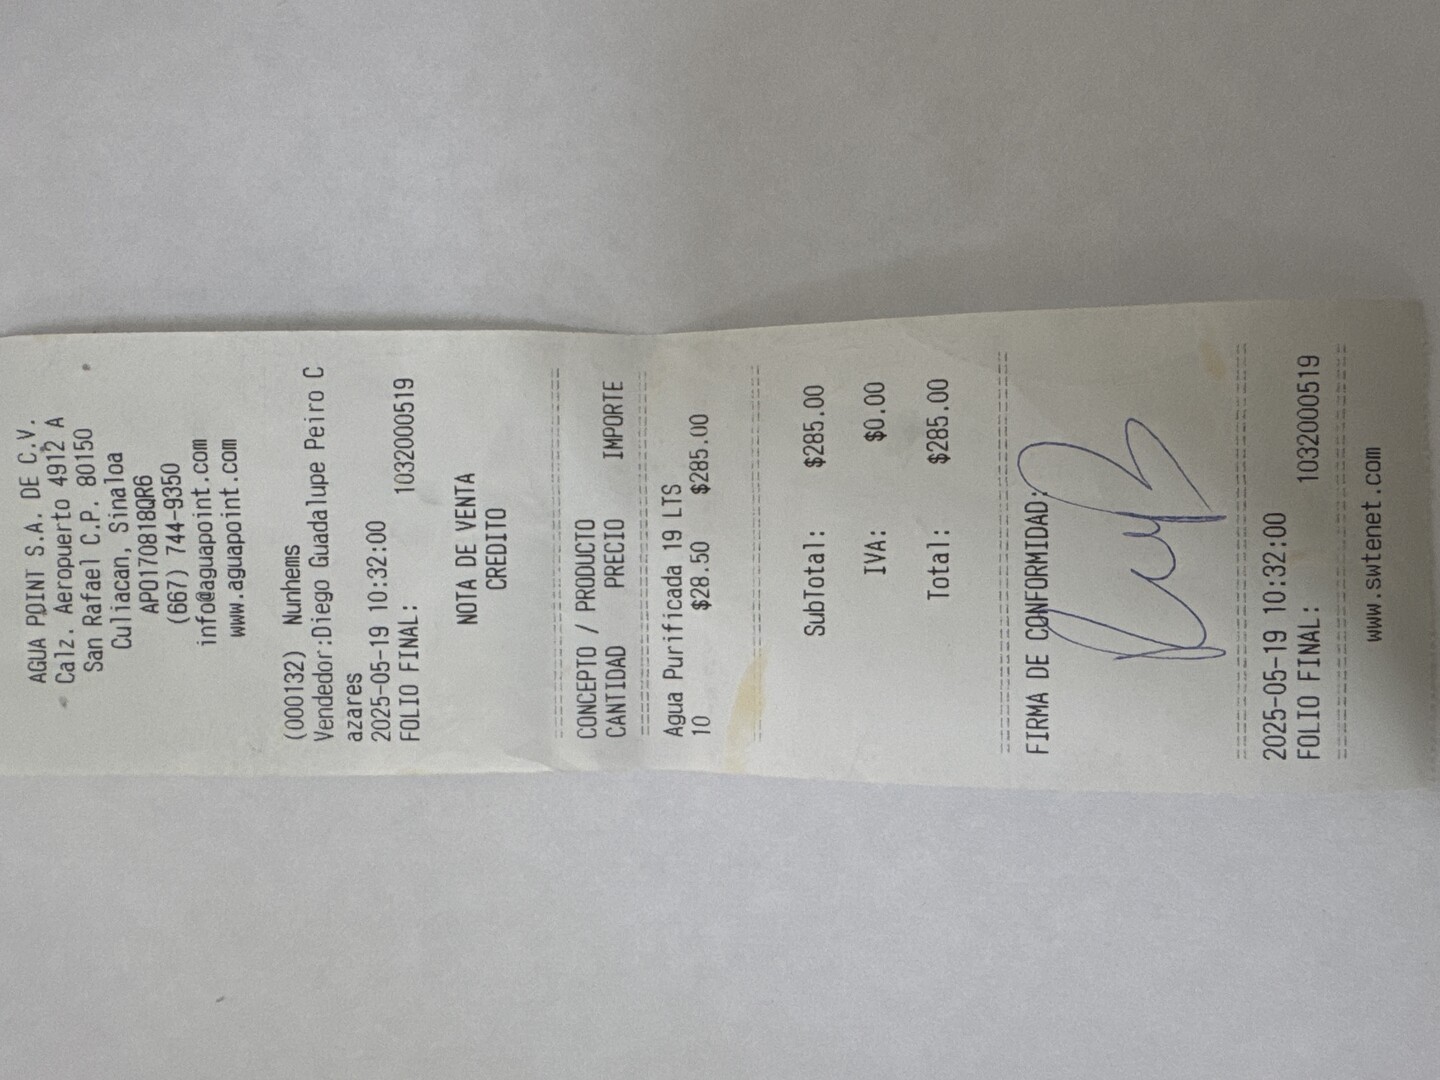 AGUA POINT S.A. DE C.V.
Calz. Aeropuerto 4912 A
San Rafael C.P. 80150
Culiacan, Sinaloa
APO170818QR6
(667) 744-9350
info@aguapoint.com
www.aguapoint.com
(000132) Nunhems
Vendedor:Diego Guadalupe Peiro C
azares
2025-05-19 10:32:00
FOLIO FINAL: 1032000519
NOTA DE VENTA
CREDITO
==============================
CONCEPTO / PRODUCTO
CANTIDAD PRECIO IMPORTE
==============================
Agua Purificada 19 LTS
10 $28.50 $285.00
==============================
SubTotal: $285.00
IVA: $0.00
Total: $285.00
==============================
FIRMA DE CONFORMIDAD:
==============================
2025-05-19 10:32:00
FOLIO FINAL: 1032000519
==============================
www.swtenet.com